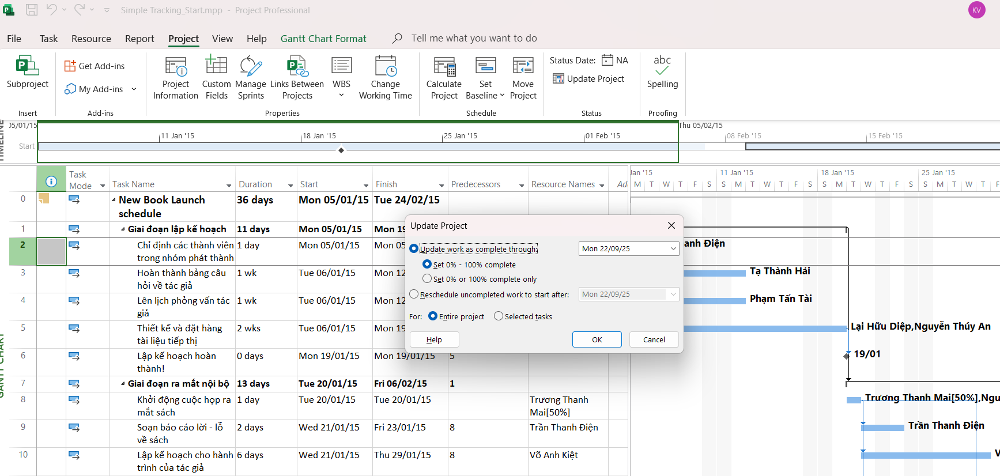 Simple Tracking_Start.mpp - Project Professional
KV
File Task Resource Report Project View Help Gantt Chart Format Tell me what you want to do
Subproject
Get Add-ins
My Add-ins
Project Information
Custom Fields
Manage Sprints
Links Between Projects
WBS
Change Working Time
Calculate Project
Set Baseline
Move Project
Status Date: NA
Update Project
abc
Spelling
Insert Add-ins Properties Schedule Status Proofing
TIMELINE
05/01/15
Thu 05/02/15
11 Jan '15 18 Jan '15 25 Jan '15 01 Feb '15 08 Feb '15 15 Feb '15
Start
GANTT CHART
Task Mode Task Name Duration Start Finish Predecessors Resource Names Ad
Jan '15 11 Jan '15 18 Jan '15 25 Jan '15
M T W T F S S M T W T F S S M T W T F S S M T W T F
0 New Book Launch schedule 36 days Mon 05/01/15 Tue 24/02/15
1 Giai đoạn lập kế hoạch 11 days Mon 05/01/15 Mon 19
2 Chỉ định các thành viên trong nhóm phát thành 1 day Mon 05/01/15 Mon 05
anh Điện
3 Hoàn thành bảng câu hỏi về tác giả 1 wk Tue 06/01/15 Mon 12
Tạ Thành Hải
4 Lên lịch phỏng vấn tác giả 1 wk Tue 06/01/15 Mon 12
Phạm Tấn Tài
5 Thiết kế và đặt hàng tài liệu tiếp thị 2 wks Tue 06/01/15 Mon 19
Lại Hữu Diệp,Nguyễn Thúy An
6 Lập kế hoạch hoàn thành! 0 days Mon 19/01/15 Mon 19/01/15 5
19/01
7 Giai đoạn ra mắt nội bộ 13 days Tue 20/01/15 Fri 06/02/15 1
8 Khởi động cuộc họp ra mắt sách 1 day Tue 20/01/15 Tue 20/01/15 Trương Thanh Mai[50%]
Trương Thanh Mai[50%],Ngu
9 Soạn báo cáo lời - lỗ về sách 2 days Wed 21/01/15 Fri 23/01/15 8 Trần Thanh Điện
Trần Thanh Điện
10 Lập kế hoạch cho hành trình của tác giả 6 days Wed 21/01/15 Thu 29/01/15 8 Võ Anh Kiệt
V
Update Project
Update work as complete through: Mon 22/09/25
Set 0% - 100% complete
Set 0% or 100% complete only
Reschedule uncompleted work to start after: Mon 22/09/25
For: Entire project Selected tasks
Help OK Cancel